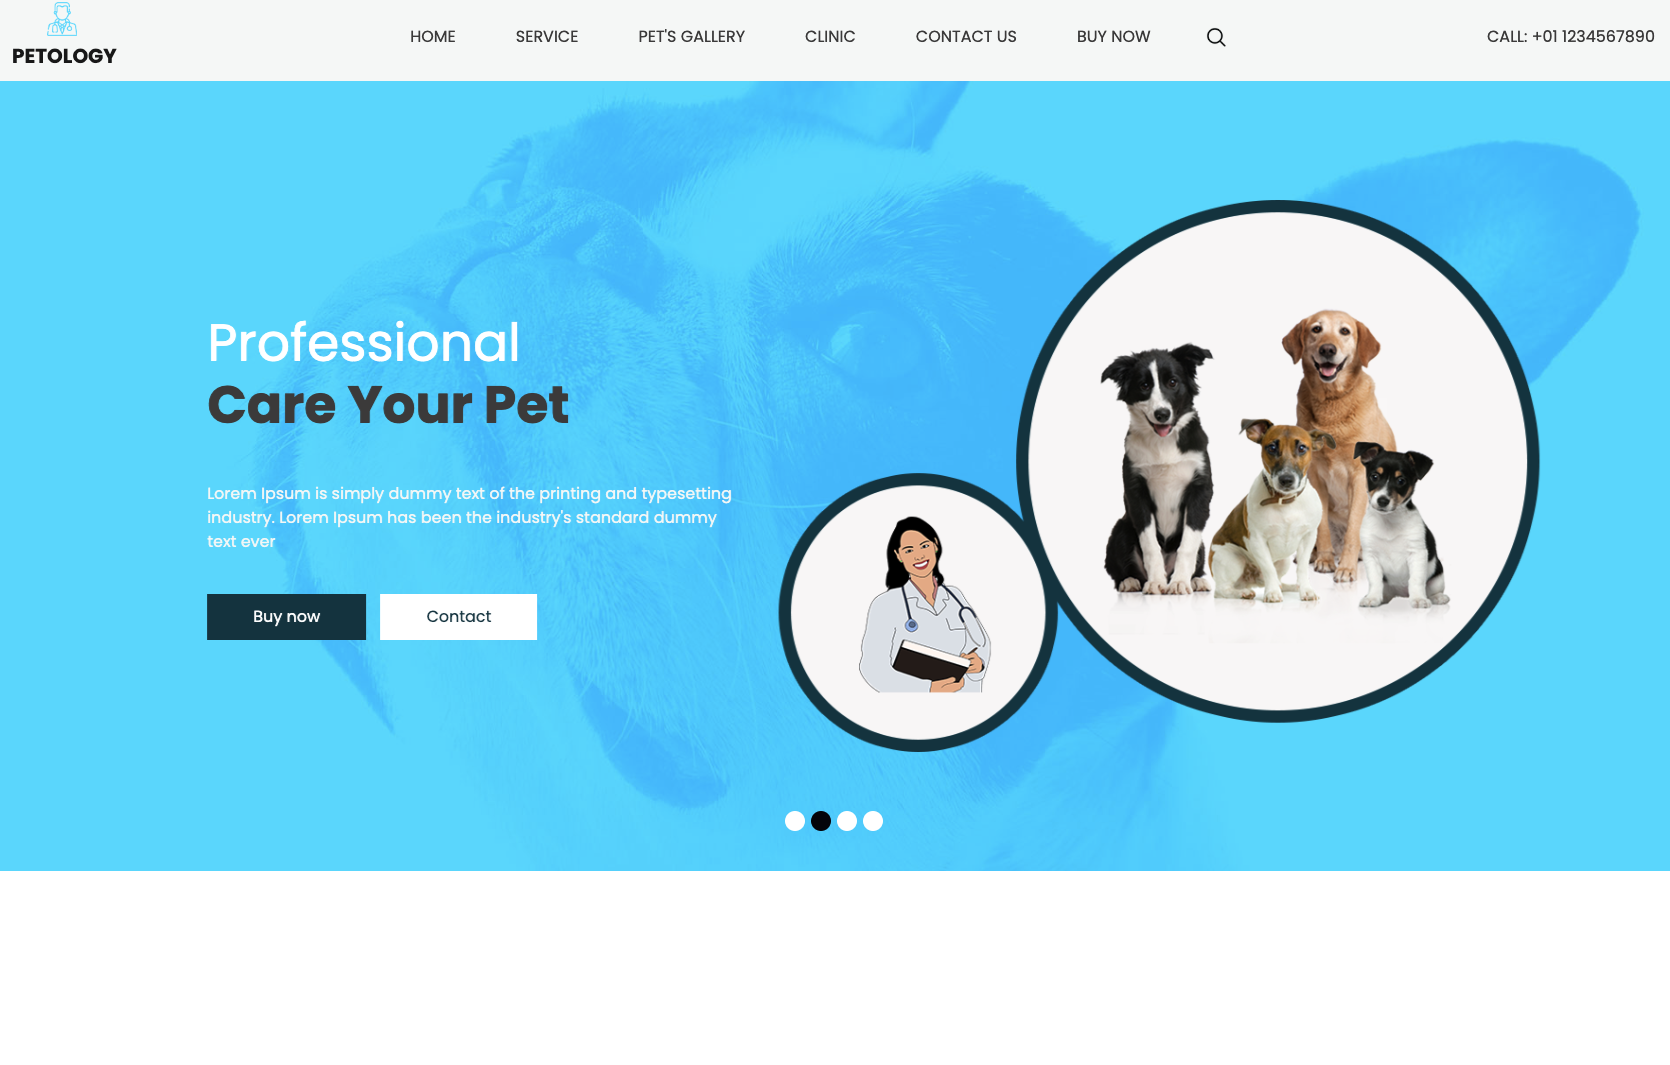 PETOLOGY
HOME
SERVICE
PET'S GALLERY
CLINIC
CONTACT US
BUY NOW
CALL: +01 1234567890
Professional
Care Your Pet
Lorem Ipsum is simply dummy text of the printing and typesetting
industry. Lorem Ipsum has been the industry's standard dummy
text ever
Buy now
Contact